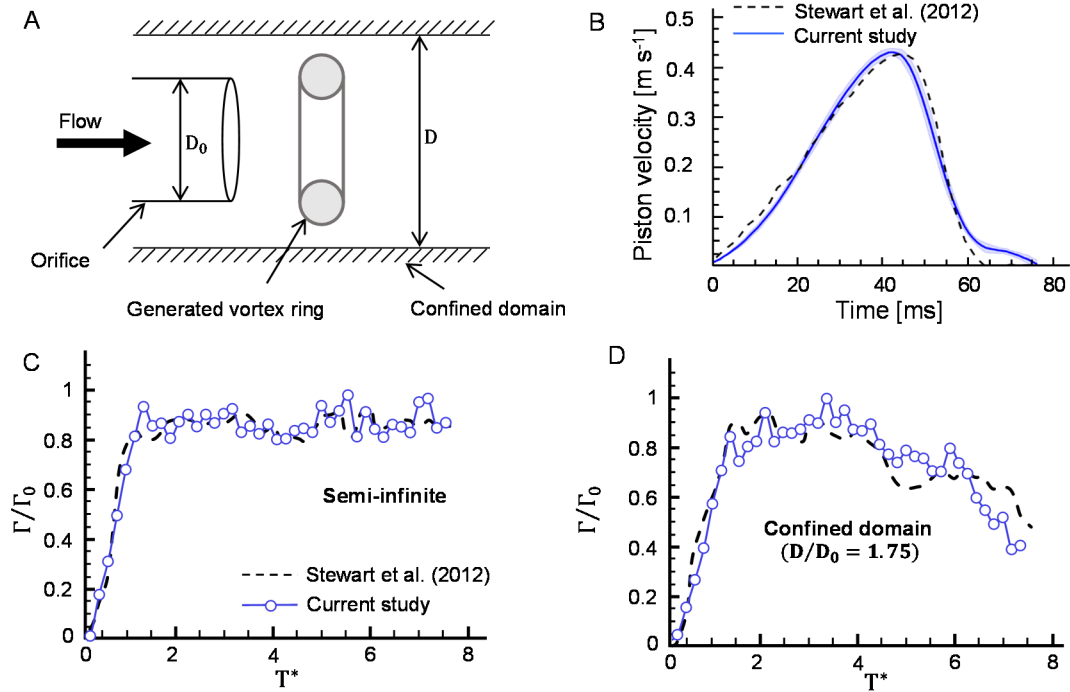 A
Flow
D₀
D
Orifice
Generated vortex ring
Confined domain
B
Stewart et al. (2012)
Current study
Piston velocity [m s⁻¹]
0.5
0.4
0.3
0.2
0.1
0
20
40
60
80
Time [ms]
C
Γ/Γ₀
1
0.8
0.6
0.4
0.2
0
Semi-infinite
Stewart et al. (2012)
Current study
0
2
4
6
8
T*
D
Γ/Γ₀
1
0.8
0.6
0.4
0.2
0
Confined domain
(D/D₀ = 1.75)
0
2
4
6
8
T*